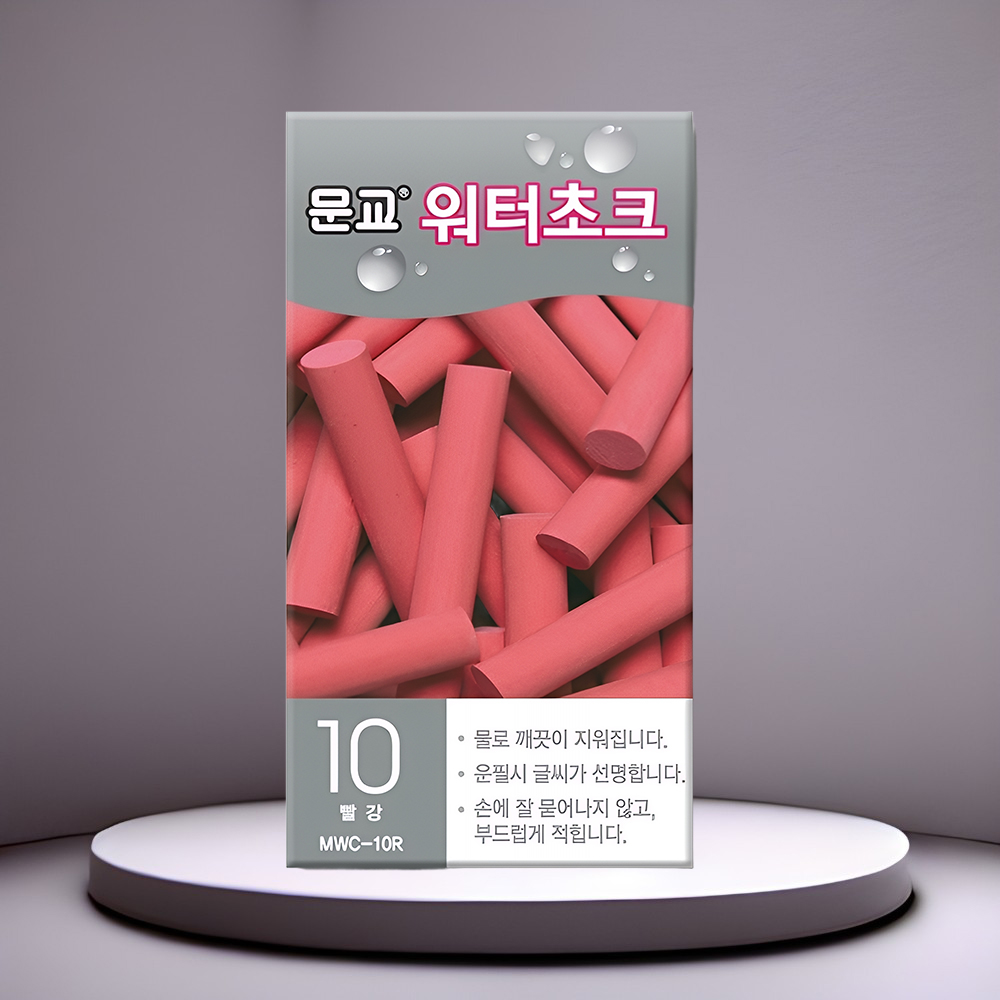 문교® 워터초크
10
빨강
MWC-10R
• 물로 깨끗이 지워집니다.
• 운필시 글씨가 선명합니다.
• 손에 잘 묻어나지 않고,
부드럽게 적힙니다.